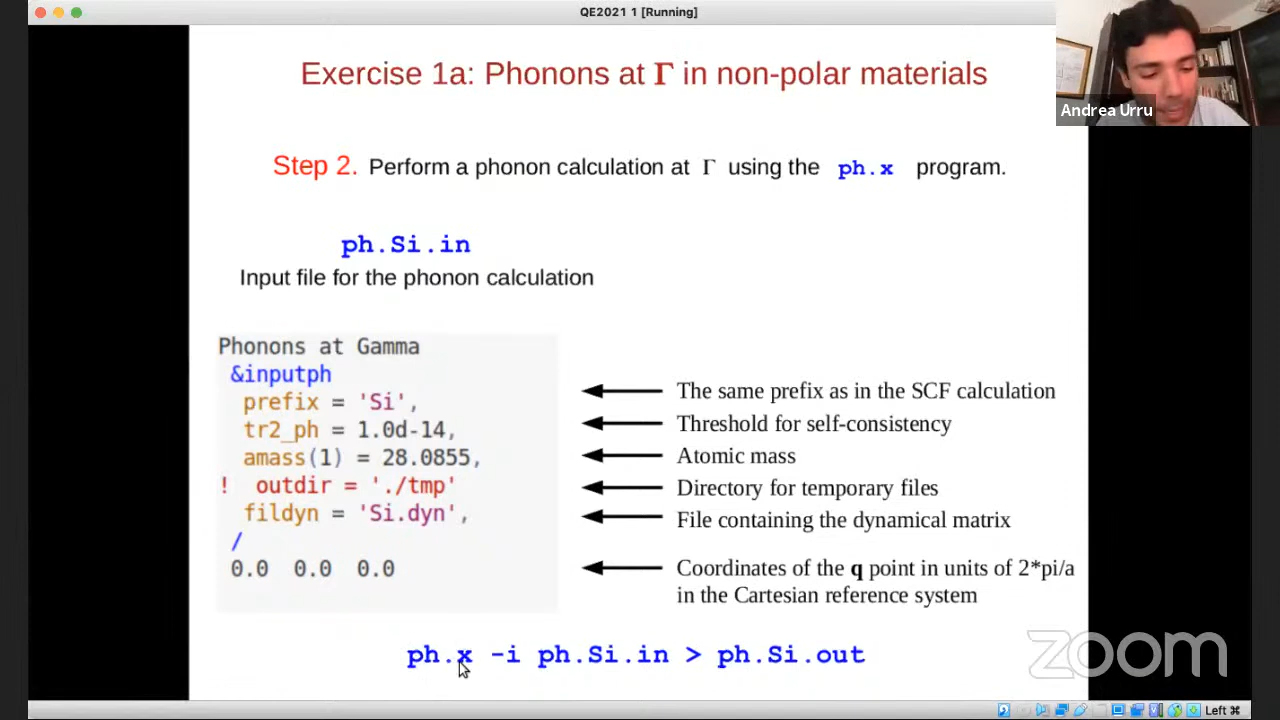 QE2021 1 [Running]
Andrea Urru
Exercise 1a: Phonons at Γ in non-polar materials
Step 2. Perform a phonon calculation at Γ using the ph.x program.
ph.Si.in
Input file for the phonon calculation
Phonons at Gamma
&inputph
prefix = 'Si',
tr2_ph = 1.0d-14,
amass(1) = 28.0855,
! outdir = './tmp'
fildyn = 'Si.dyn',
/
0.0 0.0 0.0
The same prefix as in the SCF calculation
Threshold for self-consistency
Atomic mass
Directory for temporary files
File containing the dynamical matrix
Coordinates of the q point in units of 2*pi/a
in the Cartesian reference system
ph.x -i ph.Si.in > ph.Si.out
zoom
Left ⌘